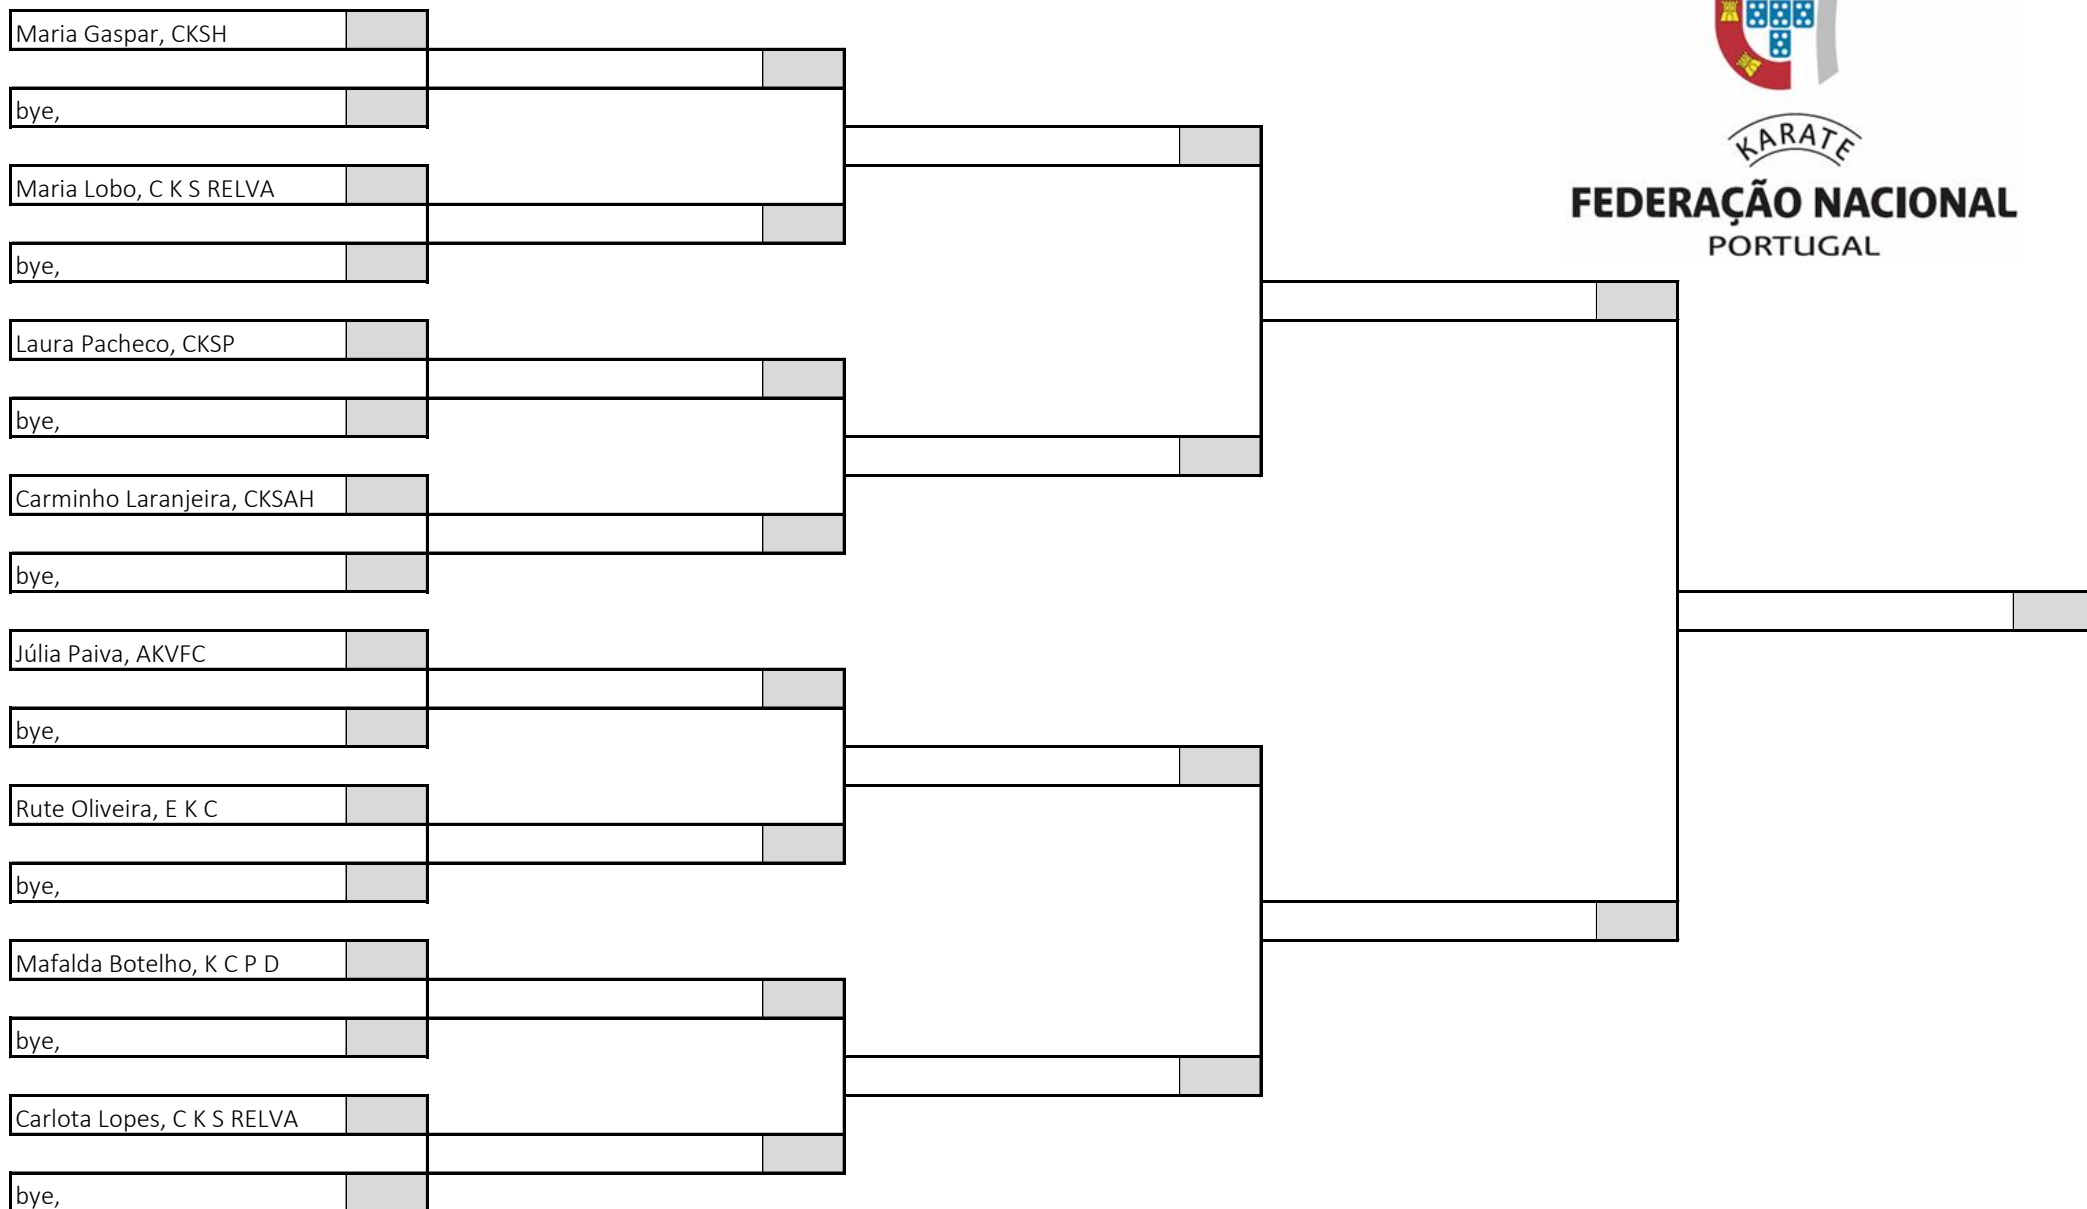 Maria Gaspar, CKSH
bye,
Maria Lobo, C K S RELVA
bye,
Laura Pacheco, CKSP
bye,
Carminho Laranjeira, CKSAH
bye,
Júlia Paiva, AKVFC
bye,
Rute Oliveira, E K C
bye,
Mafalda Botelho, K C P D
bye,
Carlota Lopes, C K S RELVA
bye,
KARATE
FEDERAÇÃO NACIONAL
PORTUGAL